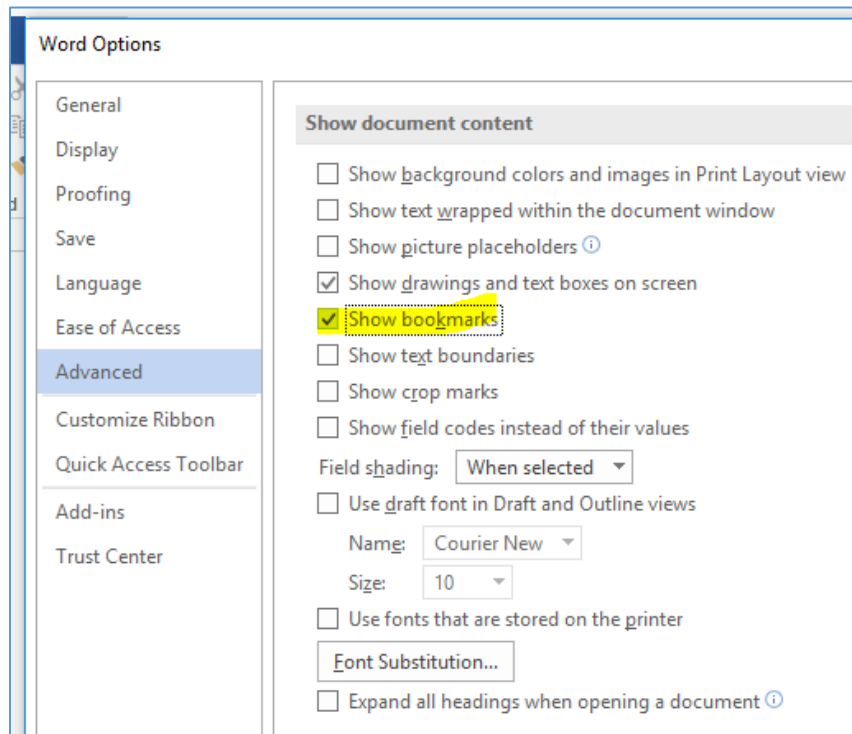 Word Options
General
Display
Proofing
Save
Language
Ease of Access
Advanced
Customize Ribbon
Quick Access Toolbar
Add-ins
Trust Center
Show document content
Show background colors and images in Print Layout view
Show text wrapped within the document window
Show picture placeholders
Show drawings and text boxes on screen
Show bookmarks
Show text boundaries
Show crop marks
Show field codes instead of their values
Field shading: When selected
Use draft font in Draft and Outline views
Name: Courier New
Size: 10
Use fonts that are stored on the printer
Font Substitution...
Expand all headings when opening a document